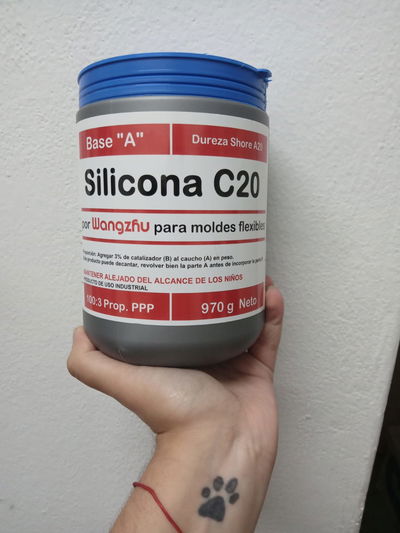 Base "A"
Dureza Shore A20
Silicona C20
por Wangzhu para moldes flexibles
Agregar 3% de catalizador (B) al caucho (A) en peso.
producto puede decantar, revolver bien la parte A antes de incorporar la parte
MANTENER ALEJADO DEL ALCANCE DE LOS NIÑOS
PRODUCTO DE USO INDUSTRIAL
100:3 Prop. PPP
970 g Neto